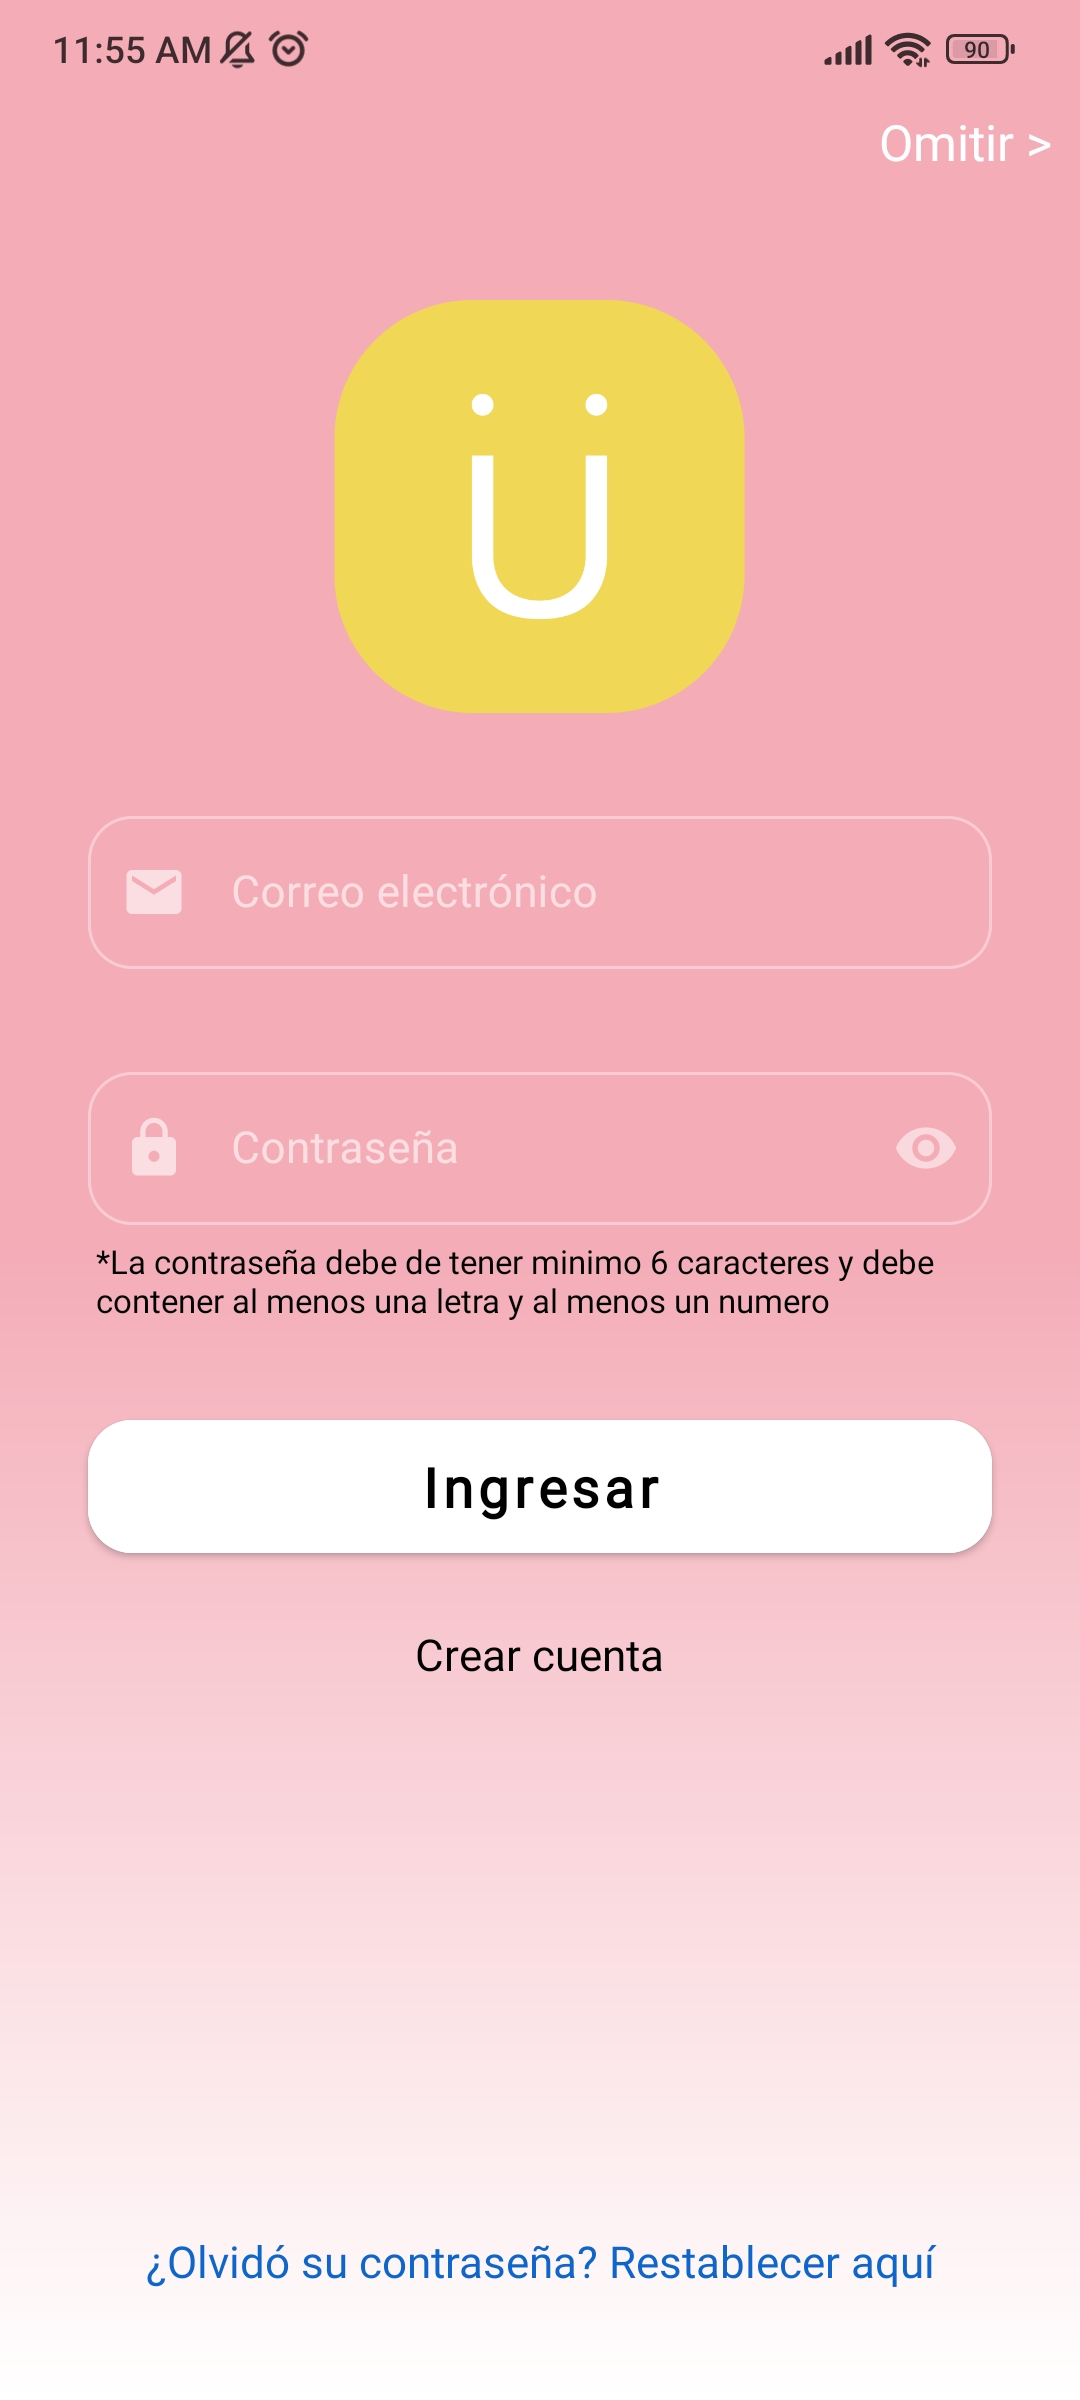 11:55 AM
90
Omitir >
Ü
Correo electrónico
Contraseña
*La contraseña debe de tener minimo 6 caracteres y debe
contener al menos una letra y al menos un numero
Ingresar
Crear cuenta
¿Olvidó su contraseña? Restablecer aquí